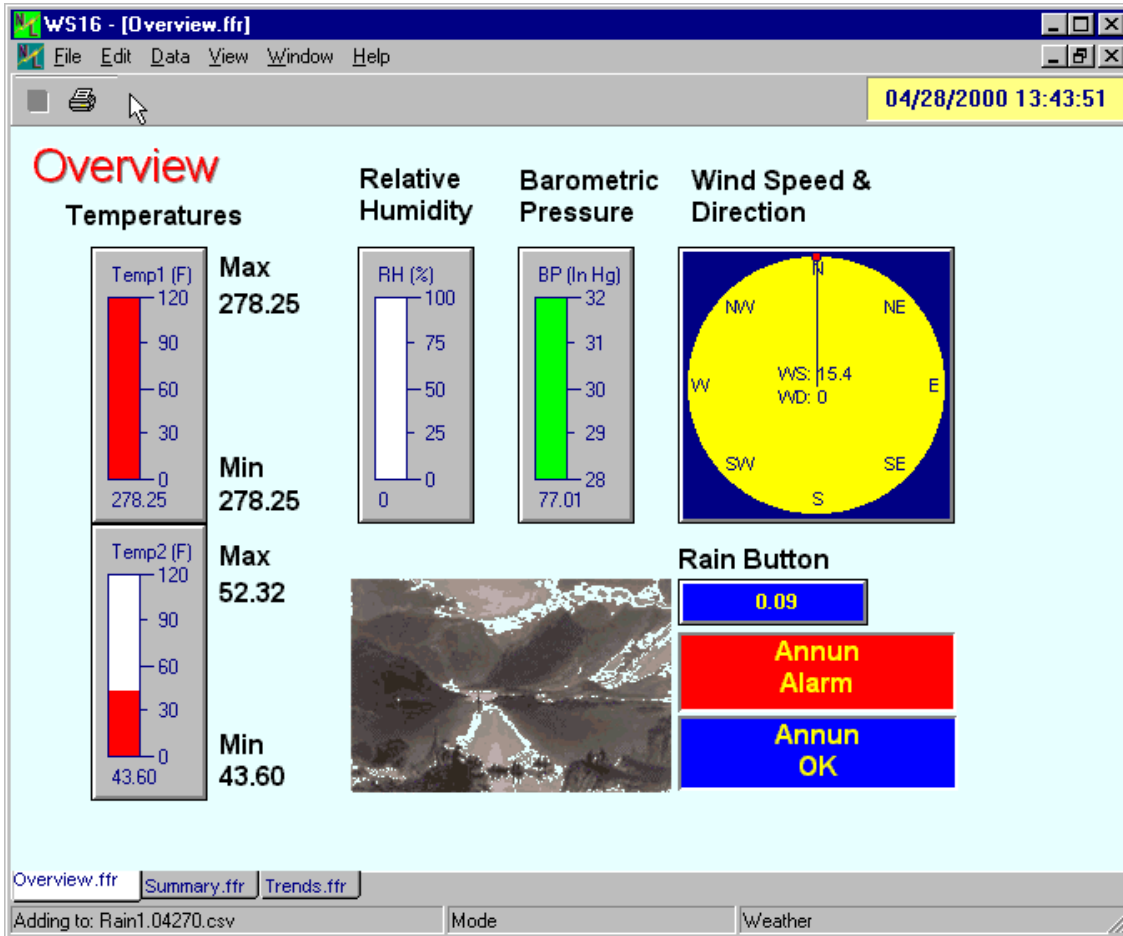 WS16 - [Overview.ffr]
File Edit Data View Window Help
04/28/2000 13:43:51
Overview
Temperatures
Relative
Humidity
Barometric
Pressure
Wind Speed &
Direction
Temp1 (F)
120
90
60
30
0
278.25
Max
278.25
Min
278.25
RH (%)
100
75
50
25
0
0
BP (In Hg)
32
31
30
29
28
77.01
N
NW
NE
W
E
WS: 15.4
WD: 0
SW
SE
S
Temp2 (F)
120
90
60
30
0
43.60
Max
52.32
Min
43.60
Rain Button
0.09
Annun
Alarm
Annun
OK
Overview.ffr Summary.ffr Trends.ffr
Adding to: Rain1.04270.csv Mode Weather